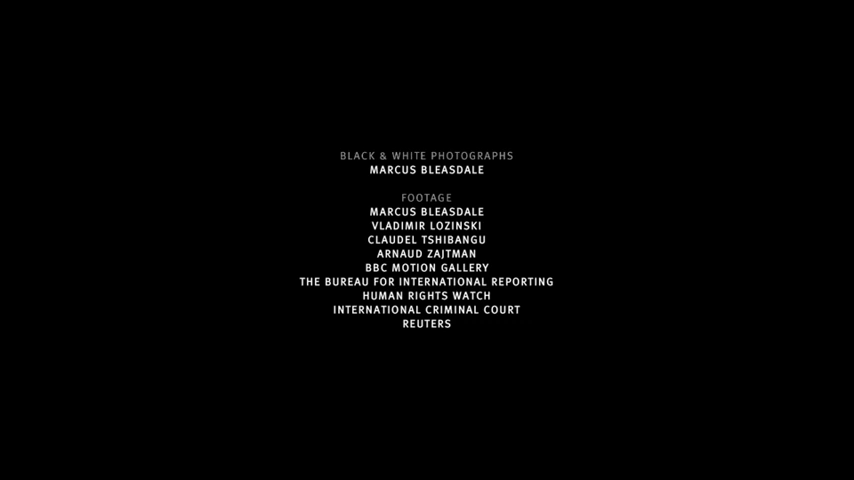 BLACK & WHITE PHOTOGRAPHS
MARCUS BLEASDALE
FOOTAGE
MARCUS BLEASDALE
VLADIMIR LOZINSKI
CLAUDEL TSHIBANGU
ARNAUD ZAJTMAN
BBC MOTION GALLERY
THE BUREAU FOR INTERNATIONAL REPORTING
HUMAN RIGHTS WATCH
INTERNATIONAL CRIMINAL COURT
REUTERS